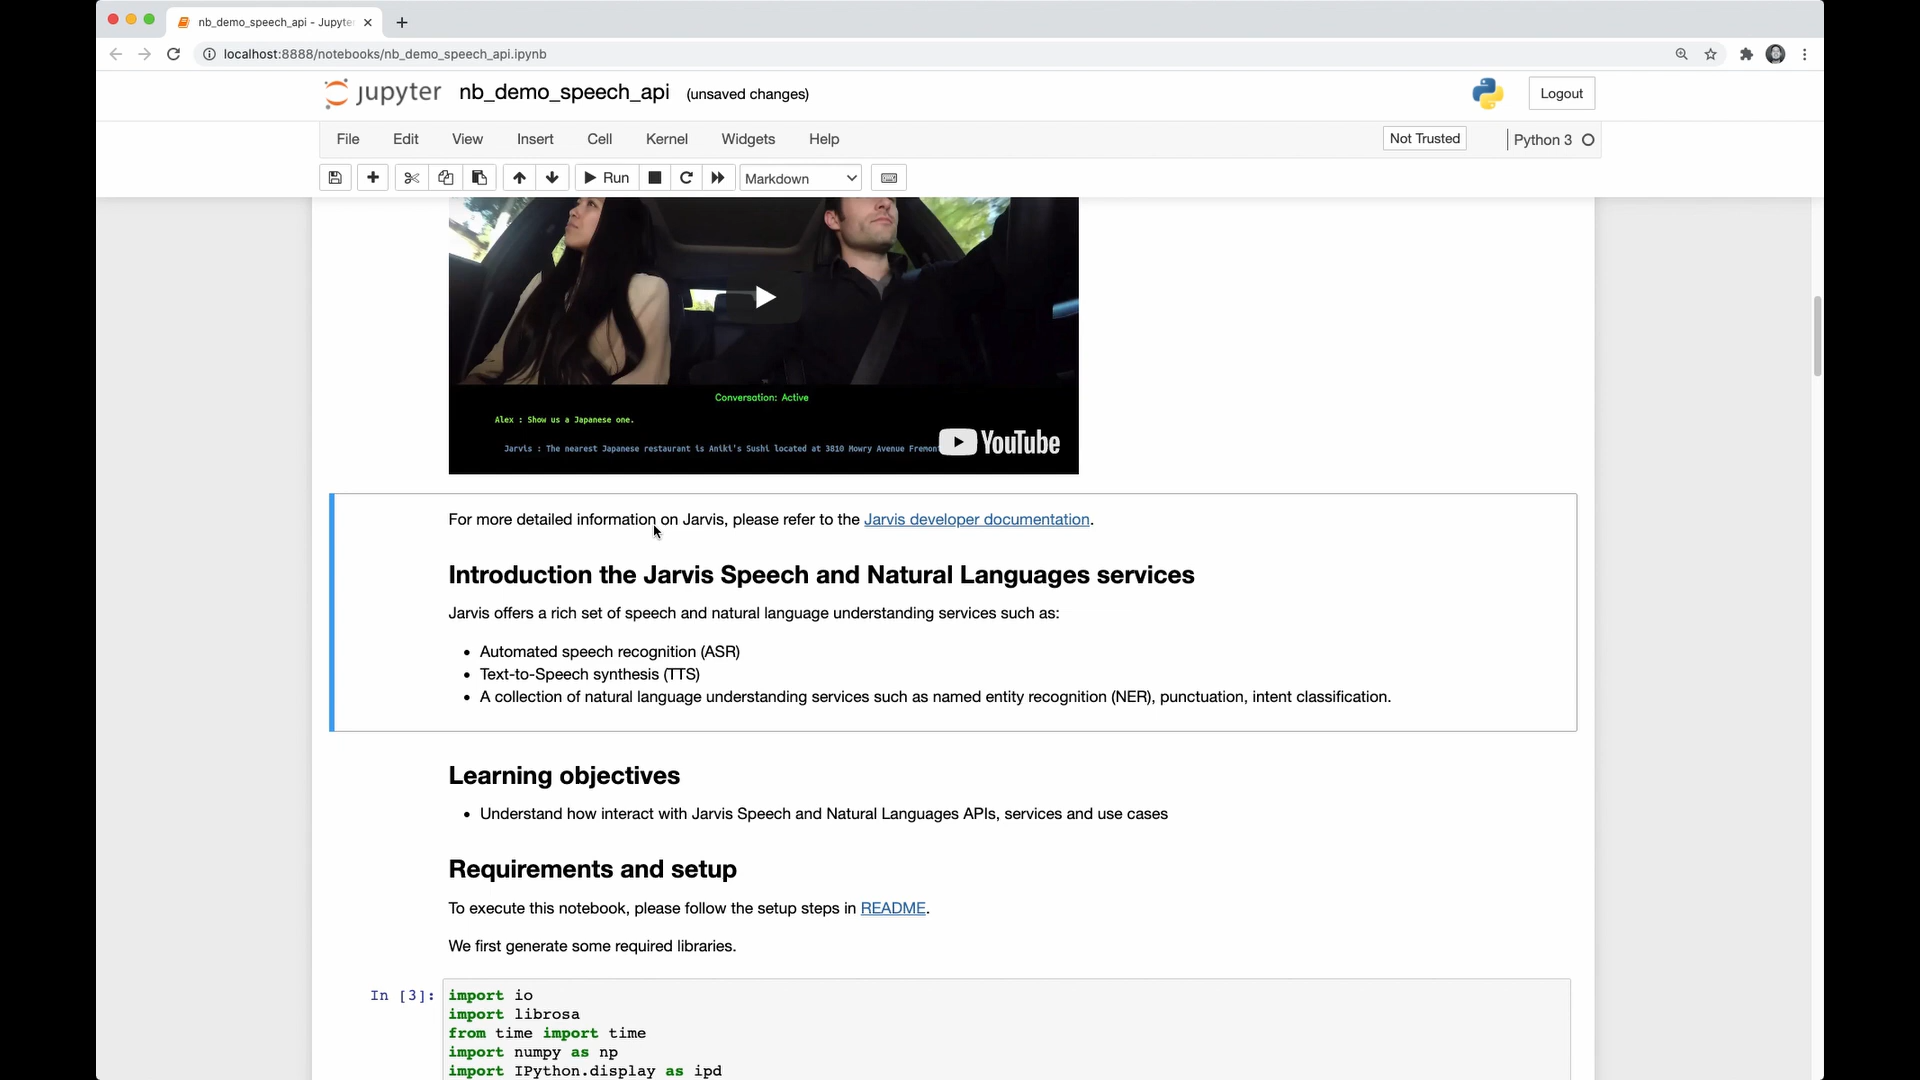 nb_demo_speech_api - Jupyter
localhost:8888/notebooks/nb_demo_speech_api.ipynb
jupyter nb_demo_speech_api (unsaved changes) Logout
File Edit View Insert Cell Kernel Widgets Help Not Trusted Python 3
Run Markdown
Conversation: Active
Alex : Show us a Japanese one.
Jarvis : The nearest Japanese restaurant is Aniki's Sushi located at 3810 Mowry Avenue Fremon
YouTube
For more detailed information on Jarvis, please refer to the Jarvis developer documentation.
Introduction the Jarvis Speech and Natural Languages services
Jarvis offers a rich set of speech and natural language understanding services such as:
• Automated speech recognition (ASR)
• Text-to-Speech synthesis (TTS)
• A collection of natural language understanding services such as named entity recognition (NER), punctuation, intent classification.
Learning objectives
• Understand how interact with Jarvis Speech and Natural Languages APIs, services and use cases
Requirements and setup
To execute this notebook, please follow the setup steps in README.
We first generate some required libraries.
In [3]: import io
import librosa
from time import time
import numpy as np
import IPython.display as ipd